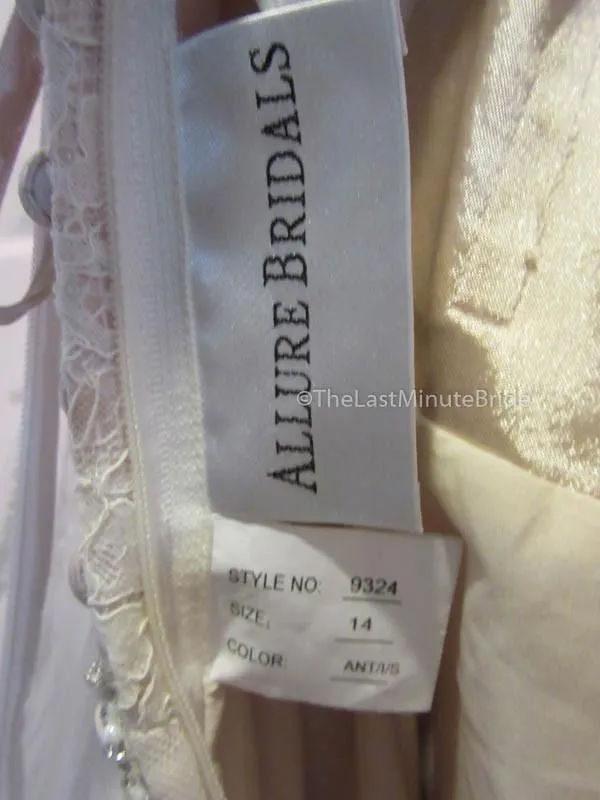 ALLURE BRIDALS
©TheLastMinuteBride
STYLE NO: 9324
SIZE: 14
COLOR: ANT/I/S